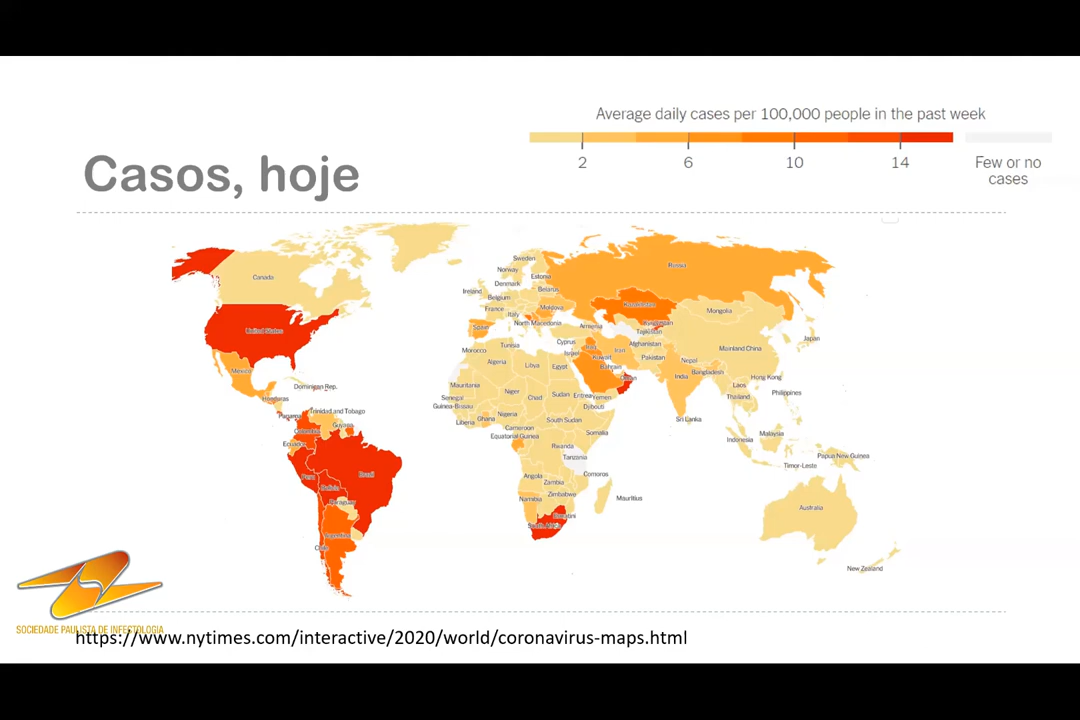 Average daily cases per 100,000 people in the past week
2 6 10 14 Few or no
cases
Casos, hoje
Canada
United States
Mexico
Honduras
Dominican Rep.
Panama
Trinidad and Tobago
Guyana
Colombia
Ecuador
Peru
Brazil
Bolivia
Paraguay
Argentina
Chile
Sweden
Norway
Estonia
Denmark
Ireland
Belarus
Belgium
France
Moldova
Italy
Spain
North Macedonia
Armenia
Russia
Kazakhstan
Kyrgyzstan
Tajikistan
Mongolia
Japan
Mainland China
Cyprus
Israel
Iraq
Iran
Afghanistan
Kuwait
Pakistan
Bahrain
Nepal
Oman
India
Bangladesh
Hong Kong
Laos
Thailand
Philippines
Sri Lanka
Malaysia
Indonesia
Papua New Guinea
Timor-Leste
Morocco
Tunisia
Algeria
Libya
Egypt
Mauritania
Niger
Chad
Sudan
Eritrea
Yemen
Senegal
Guinea-Bissau
Djibouti
Liberia
Ghana
Nigeria
South Sudan
Cameroon
Equatorial Guinea
Somalia
Rwanda
Tanzania
Comoros
Angola
Zambia
Zimbabwe
Namibia
Mauritius
Eswatini
South Africa
Australia
New Zealand
SOCIEDADE PAULISTA DE INFECTOLOGIA
https://www.nytimes.com/interactive/2020/world/coronavirus-maps.html